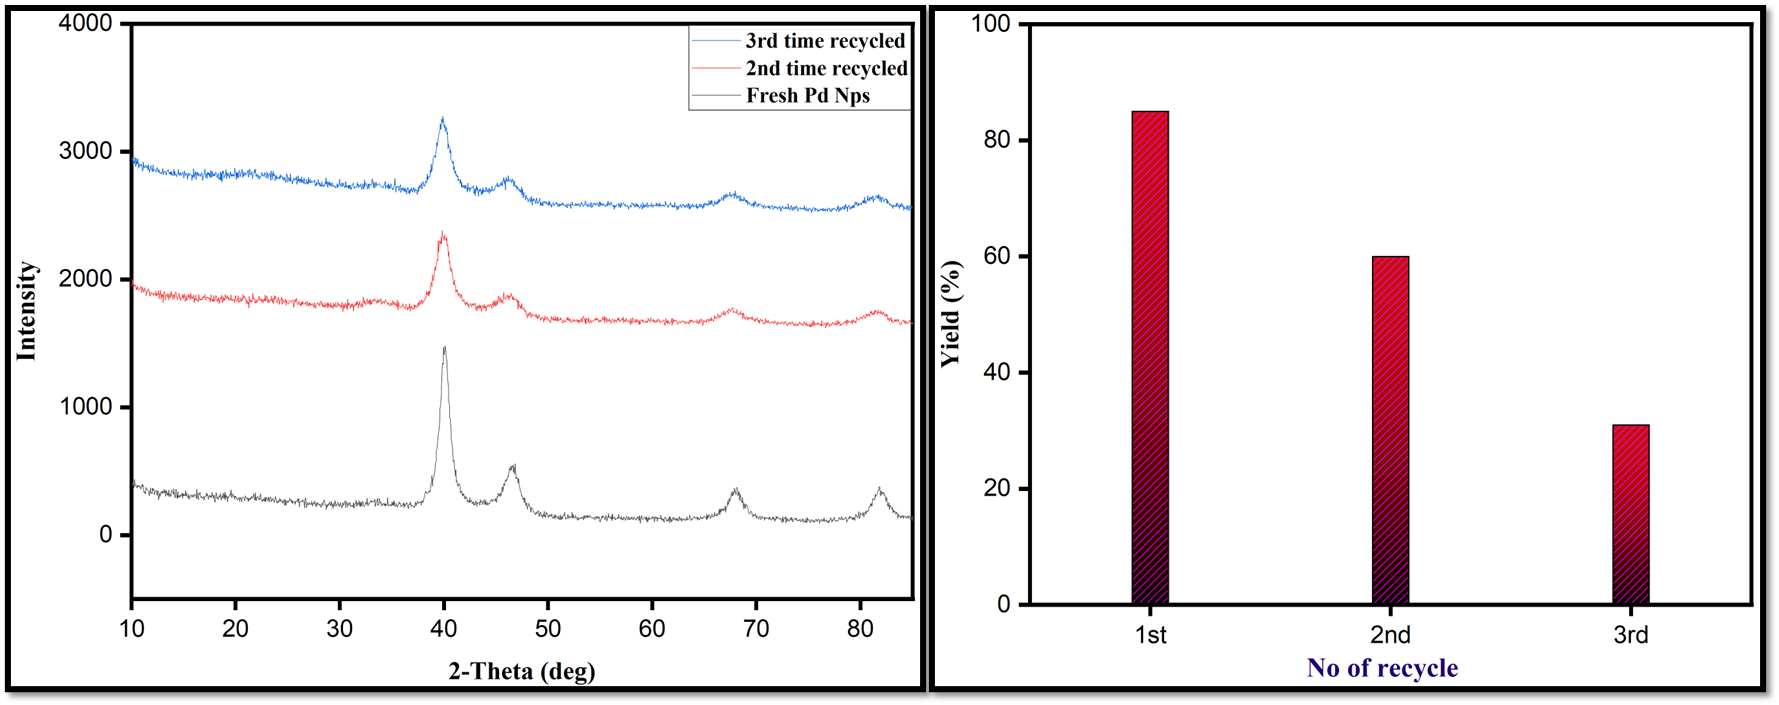 4000
3000
2000
1000
0
Intensity
10 20 30 40 50 60 70 80
2-Theta (deg)
3rd time recycled
2nd time recycled
Fresh Pd Nps
100
80
60
40
20
0
Yield (%)
1st 2nd 3rd
No of recycle